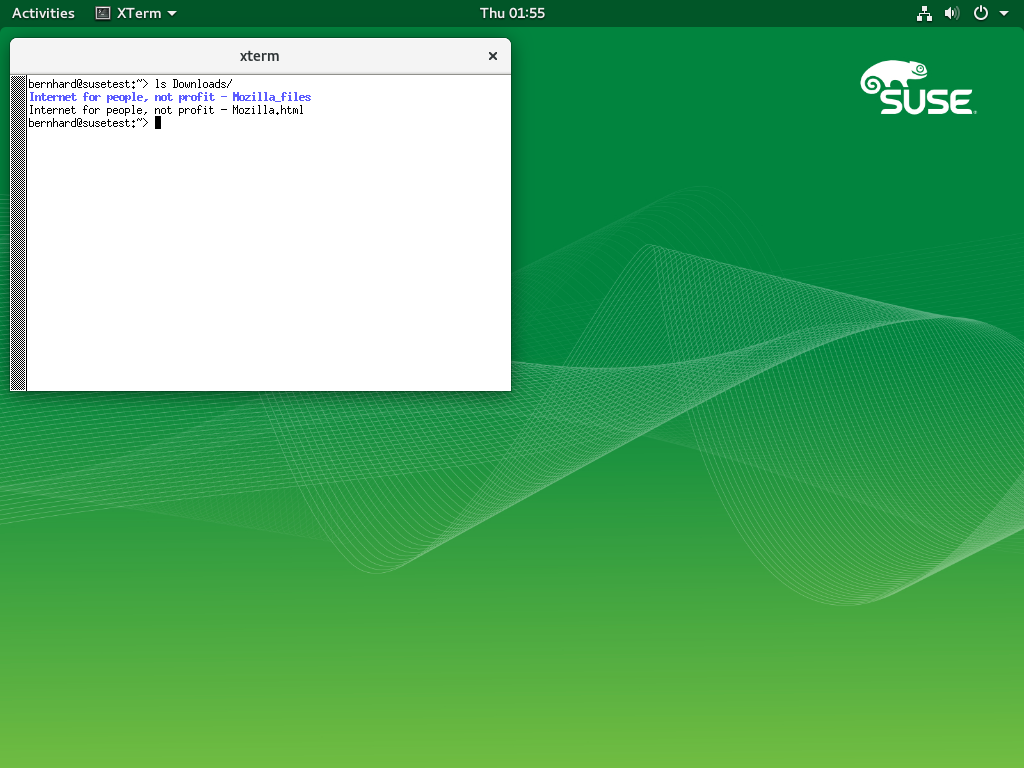 Activities XTerm Thu 01:55
xterm
bernhard@susetest:~> ls Downloads/
Internet for people, not profit - Mozilla_files
Internet for people, not profit - Mozilla.html
bernhard@susetest:~>
SUSE